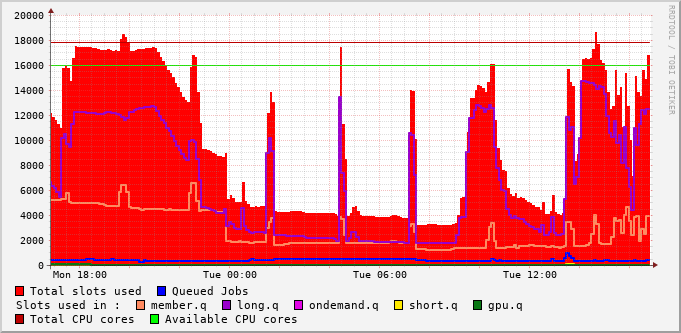 20000
18000
16000
14000
12000
10000
8000
6000
4000
2000
0
Mon 18:00 Tue 00:00 Tue 06:00 Tue 12:00
RRDTOOL / TOBI OETIKER
Total slots used Queued Jobs
Slots used in : member.q long.q ondemand.q short.q gpu.q
Total CPU cores Available CPU cores